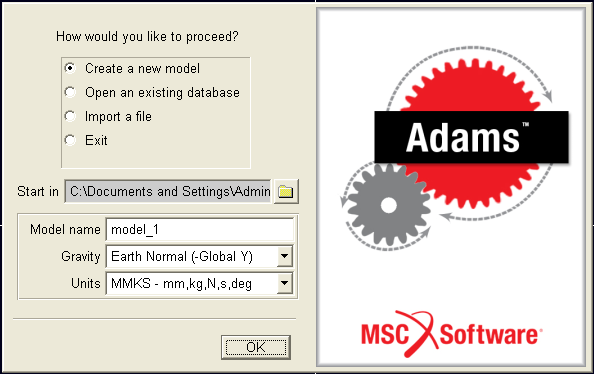 How would you like to proceed?
Create a new model
Open an existing database
Import a file
Exit
Start in C:\Documents and Settings\Admin
Model name model_1
Gravity Earth Normal (-Global Y)
Units MMKS - mm,kg,N,s,deg
OK
Adams™
MSC Software